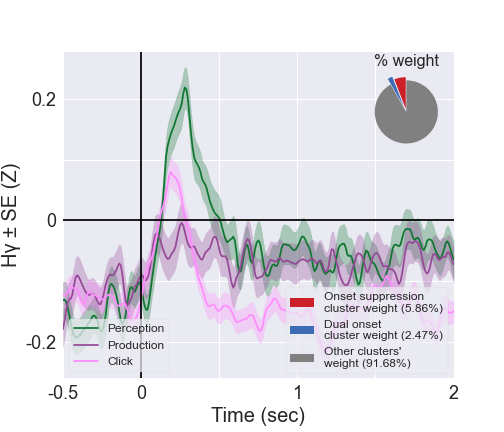 % weight
Hγ ± SE (Z)
0.2
0
-0.2
Perception
Production
Click
Onset suppression
cluster weight (5.86%)
Dual onset
cluster weight (2.47%)
Other clusters'
weight (91.68%)
-0.5
0
1
2
Time (sec)